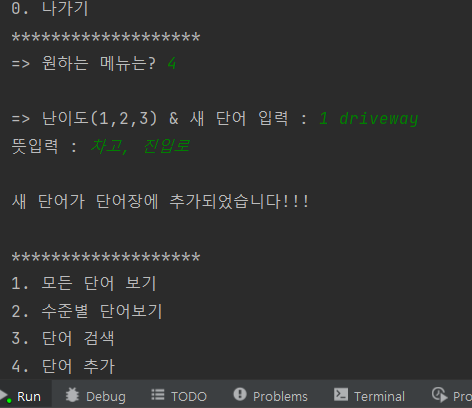 0. 나가기
*******************
=> 원하는 메뉴는? 4
=> 난이도(1,2,3) & 새 단어 입력 : 1 driveway
뜻입력 : 차고, 진입로
새 단어가 단어장에 추가되었습니다!!!
*******************
1. 모든 단어 보기
2. 수준별 단어보기
3. 단어 검색
4. 단어 추가
Run Debug TODO Problems Terminal Pro